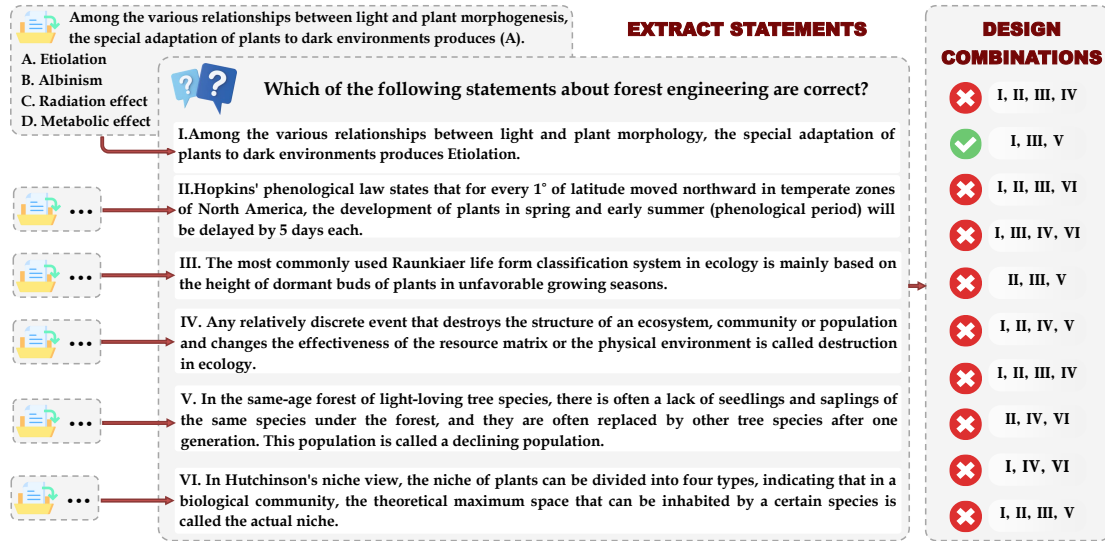 Among the various relationships between light and plant morphogenesis,
the special adaptation of plants to dark environments produces (A).
A. Etiolation
B. Albinism
C. Radiation effect
D. Metabolic effect
EXTRACT STATEMENTS
? ?
Which of the following statements about forest engineering are correct?
I.Among the various relationships between light and plant morphology, the special adaptation of
plants to dark environments produces Etiolation.
...
II.Hopkins' phenological law states that for every 1° of latitude moved northward in temperate zones
of North America, the development of plants in spring and early summer (phenological period) will
be delayed by 5 days each.
...
III. The most commonly used Raunkiaer life form classification system in ecology is mainly based on
the height of dormant buds of plants in unfavorable growing seasons.
...
IV. Any relatively discrete event that destroys the structure of an ecosystem, community or population
and changes the effectiveness of the resource matrix or the physical environment is called destruction
in ecology.
...
V. In the same-age forest of light-loving tree species, there is often a lack of seedlings and saplings of
the same species under the forest, and they are often replaced by other tree species after one
generation. This population is called a declining population.
...
VI. In Hutchinson's niche view, the niche of plants can be divided into four types, indicating that in a
biological community, the theoretical maximum space that can be inhabited by a certain species is
called the actual niche.
DESIGN
COMBINATIONS
I, II, III, IV
I, III, V
I, II, III, VI
I, III, IV, VI
II, III, V
I, II, IV, V
I, II, III, IV
II, IV, VI
I, IV, VI
I, II, III, V